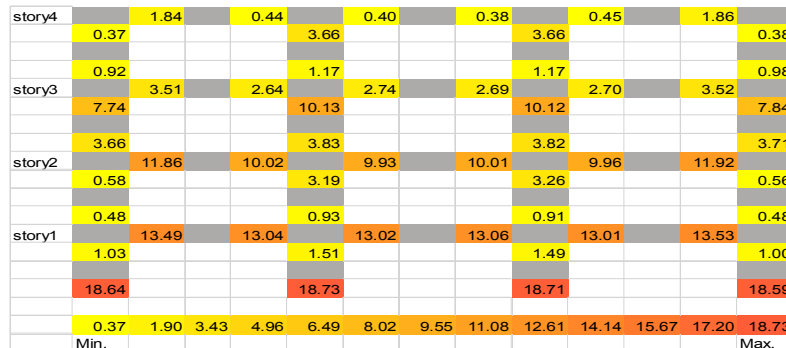 story4 1.84 0.44 0.40 0.38 0.45 1.86
0.37 3.66 3.66 0.38
0.92 1.17 1.17 0.98
story3 3.51 2.64 2.74 2.69 2.70 3.52
7.74 10.13 10.12 7.84
3.66 3.83 3.82 3.71
story2 11.86 10.02 9.93 10.01 9.96 11.92
0.58 3.19 3.26 0.56
0.48 0.93 0.91 0.48
story1 13.49 13.04 13.02 13.06 13.01 13.53
1.03 1.51 1.49 1.00
18.64 18.73 18.71 18.59
0.37 1.90 3.43 4.96 6.49 8.02 9.55 11.08 12.61 14.14 15.67 17.20 18.73
Min. Max.